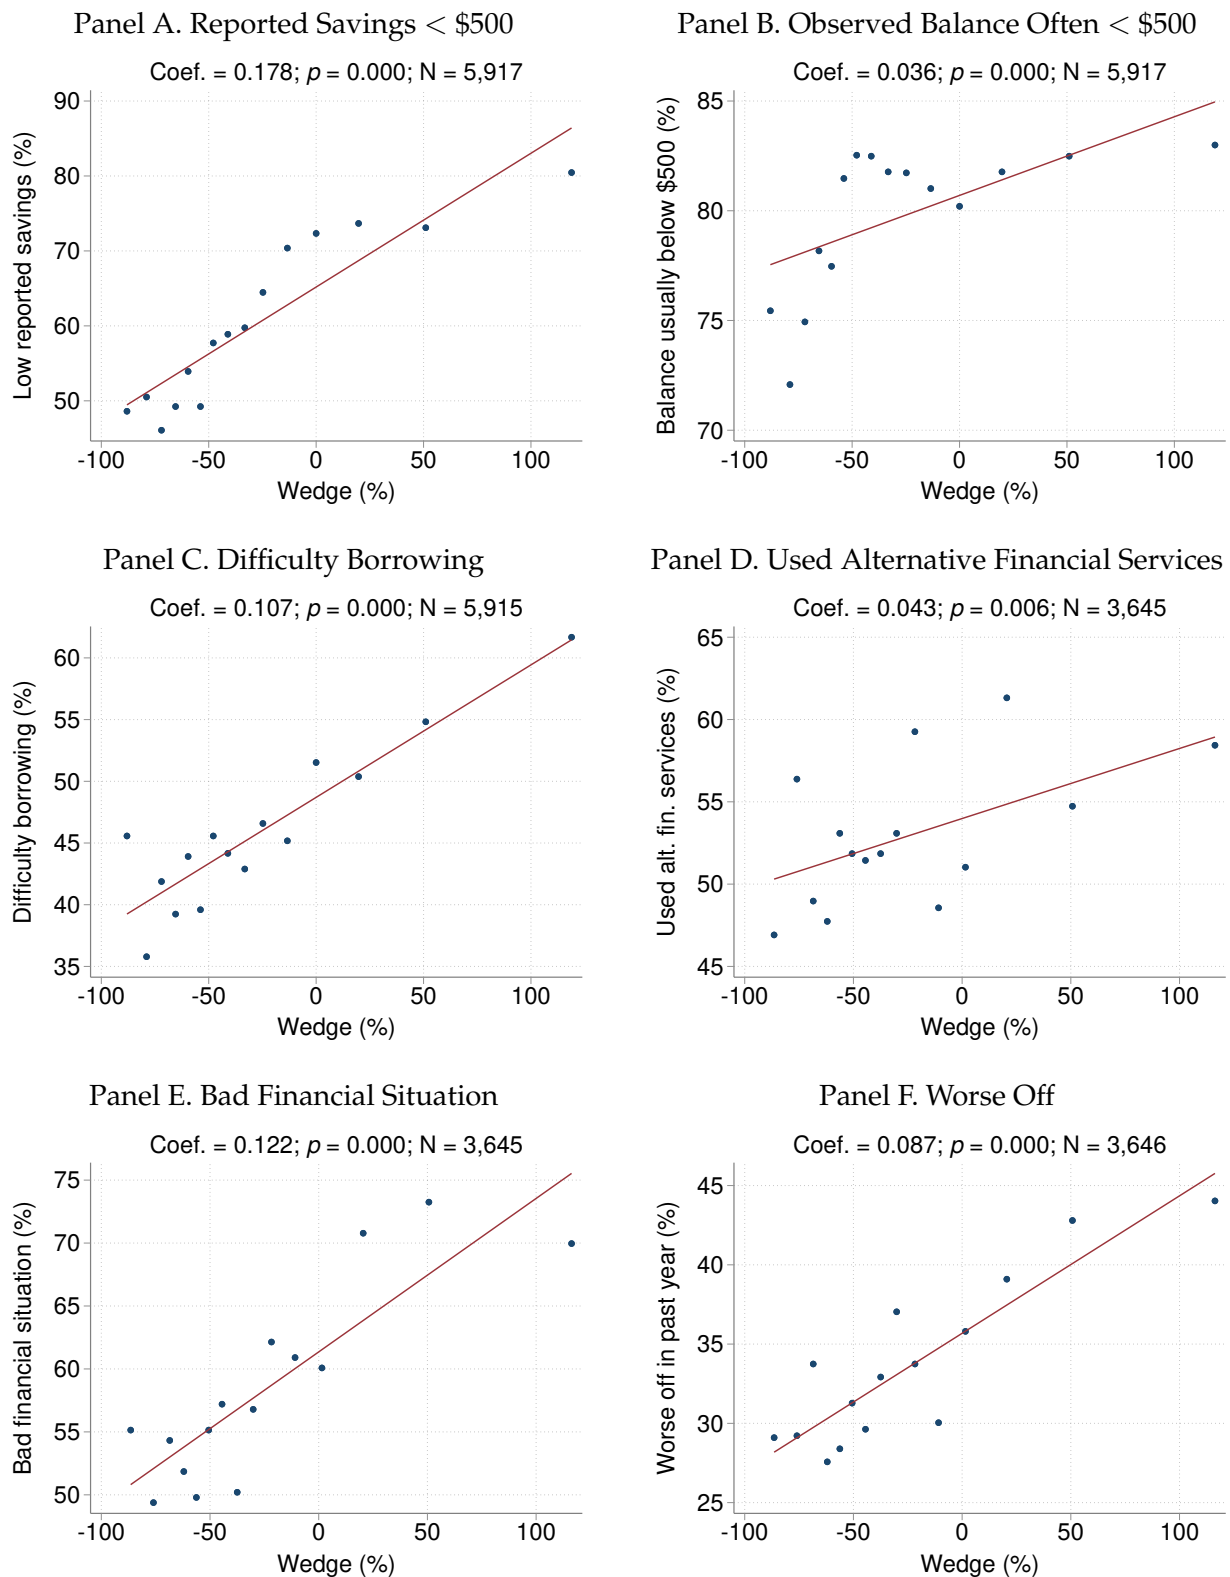 Panel A. Reported Savings < $500
Coef. = 0.178; p = 0.000; N = 5,917
90
80
70
60
50
Low reported savings (%)
-100 -50 0 50 100
Wedge (%)
Panel B. Observed Balance Often < $500
Coef. = 0.036; p = 0.000; N = 5,917
85
80
75
70
Balance usually below $500 (%)
-100 -50 0 50 100
Wedge (%)
Panel C. Difficulty Borrowing
Coef. = 0.107; p = 0.000; N = 5,915
60
55
50
45
40
35
Difficulty borrowing (%)
-100 -50 0 50 100
Wedge (%)
Panel D. Used Alternative Financial Services
Coef. = 0.043; p = 0.006; N = 3,645
65
60
55
50
45
Used alt. fin. services (%)
-100 -50 0 50 100
Wedge (%)
Panel E. Bad Financial Situation
Coef. = 0.122; p = 0.000; N = 3,645
75
70
65
60
55
50
Bad financial situation (%)
-100 -50 0 50 100
Wedge (%)
Panel F. Worse Off
Coef. = 0.087; p = 0.000; N = 3,646
45
40
35
30
25
Worse off in past year (%)
-100 -50 0 50 100
Wedge (%)